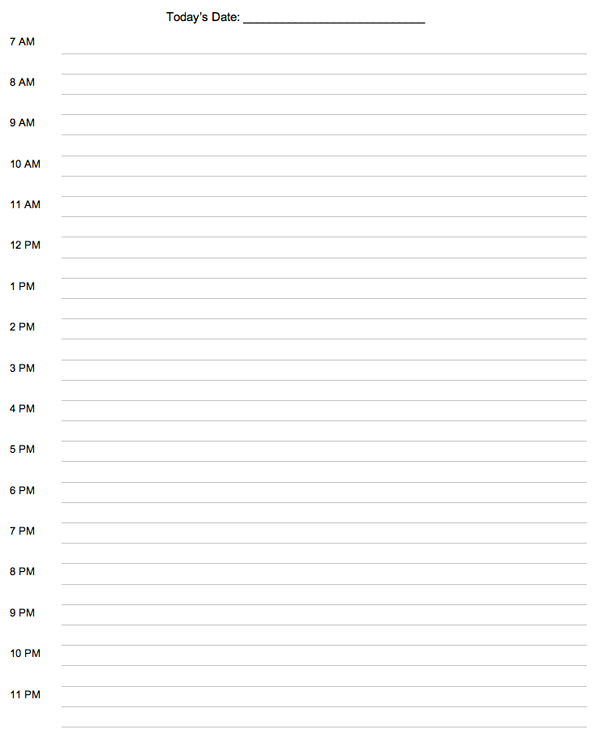 Today's Date: ____________________________
7 AM
8 AM
9 AM
10 AM
11 AM
12 PM
1 PM
2 PM
3 PM
4 PM
5 PM
6 PM
7 PM
8 PM
9 PM
10 PM
11 PM